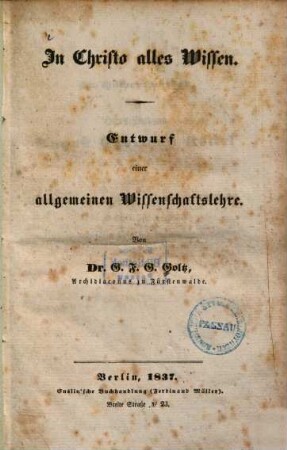 In Christo alles Wissen.
Entwurf
einer
allgemeinen Wissenschaftslehre.
Von
Dr. G. F. G. Goltz,
Archidiaconus zu Fürstenwalde.
PASSAU
Berlin, 1837.
Enslin'sche Buchhandlung (Ferdinand Müller).
Breite Straße № 23.